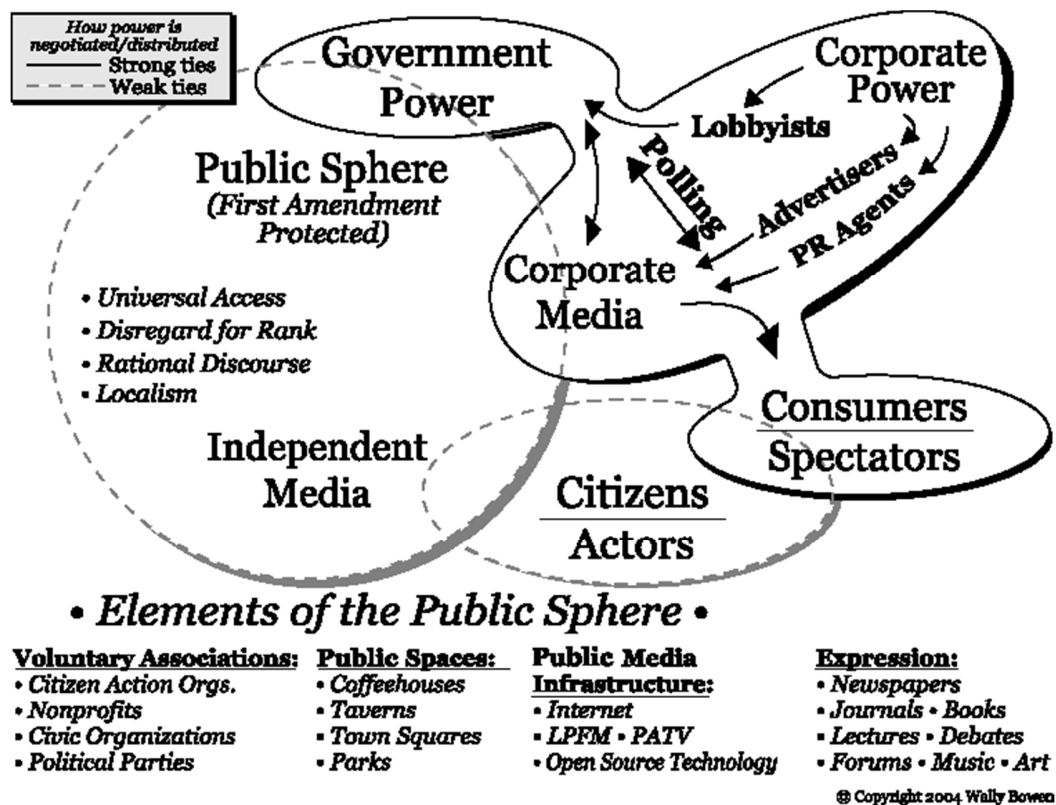 How power is
negotiated/distributed
Strong ties
Weak ties
Government
Power
Corporate
Power
Lobbyists
Polling
Advertisers
PR Agents
Public Sphere
(First Amendment
Protected)
Corporate
Media
• Universal Access
• Disregard for Rank
• Rational Discourse
• Localism
Independent
Media
Consumers
Spectators
Citizens
Actors
• Elements of the Public Sphere •
Voluntary Associations:
• Citizen Action Orgs.
• Nonprofits
• Civic Organizations
• Political Parties
Public Spaces:
• Coffeehouses
• Taverns
• Town Squares
• Parks
Public Media
Infrastructure:
• Internet
• LPFM • PATV
• Open Source Technology
Expression:
• Newspapers
• Journals • Books
• Lectures • Debates
• Forums • Music • Art
© Copyright 2004 Wally Bowen